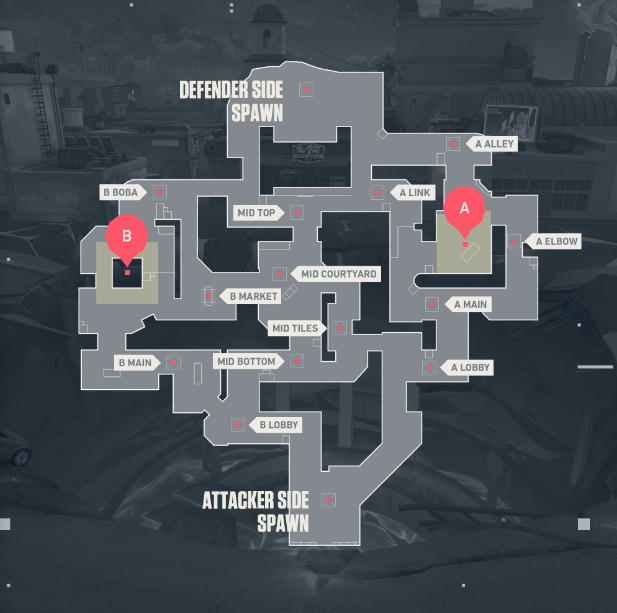 DEFENDER SIDE
SPAWN
A ALLEY
B BOBA
A LINK
MID TOP
A
B
A ELBOW
MID COURTYARD
B MARKET
A MAIN
MID TILES
B MAIN
MID BOTTOM
A LOBBY
B LOBBY
ATTACKER SIDE
SPAWN